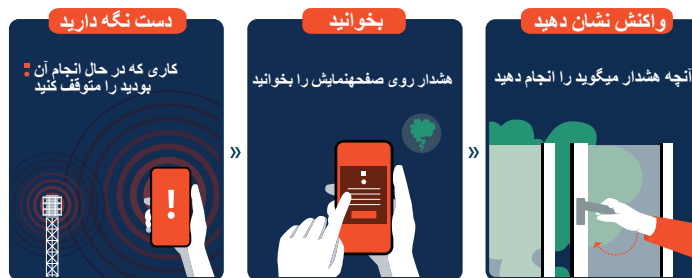 دست نگه دارید
کاری که در حال انجام آن
بودید را متوقف کنید
بخوانید
هشدار روی صفحهنمایش را بخوانید
واکنش نشان دهید
آنچه هشدار میگوید را انجام دهید